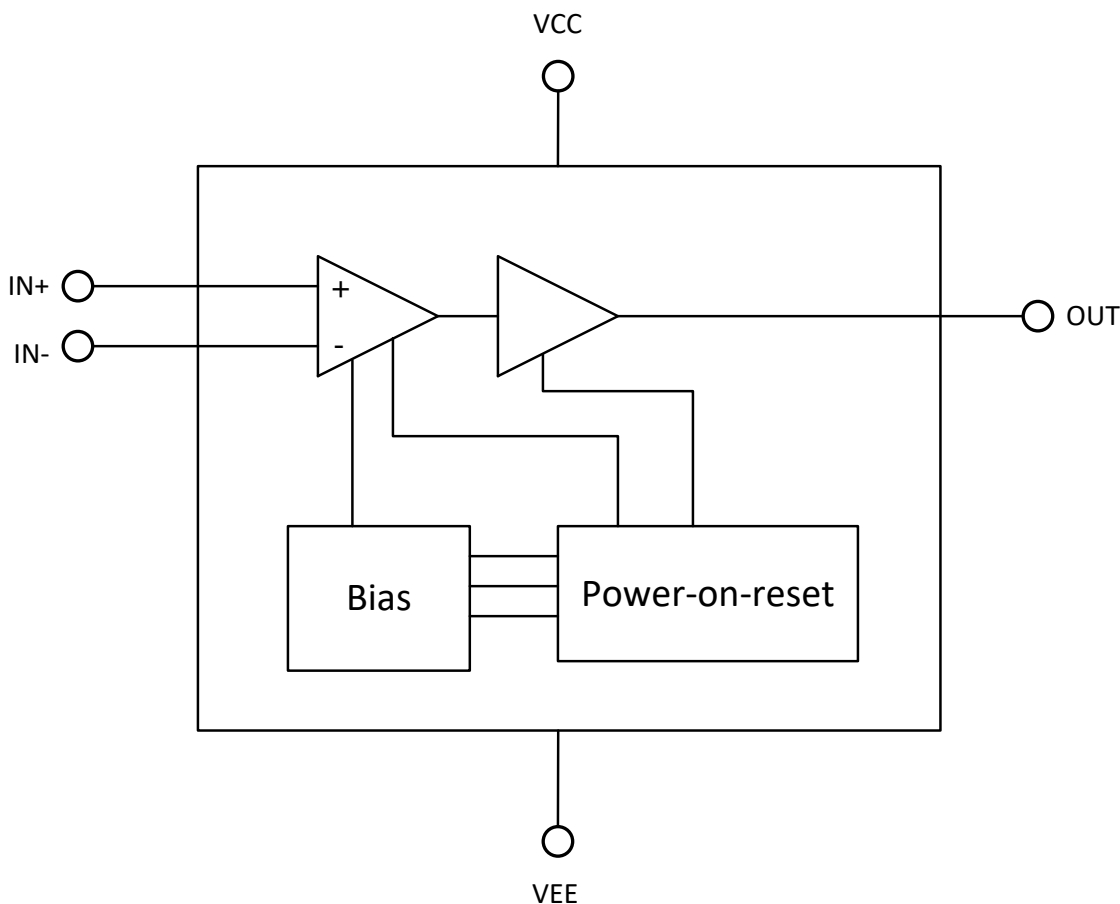 VCC
IN+
+
IN-
-
OUT
Bias
Power-on-reset
VEE